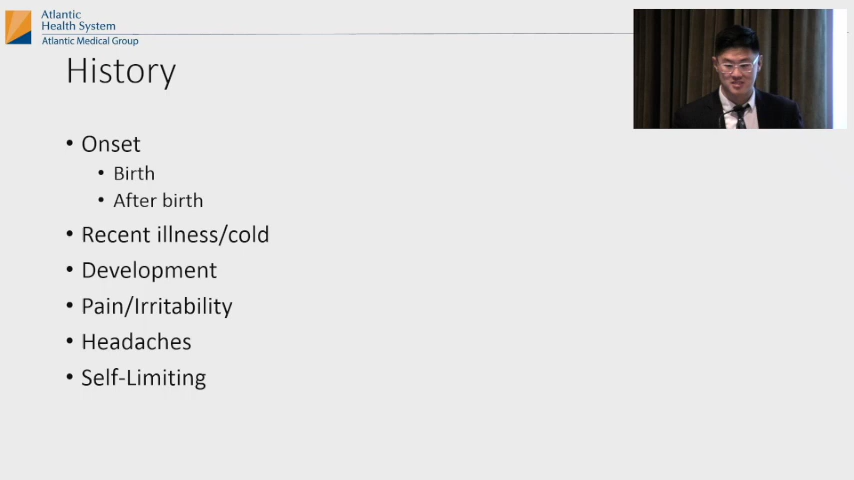 Atlantic
Health System
Atlantic Medical Group
History
• Onset
• Birth
• After birth
• Recent illness/cold
• Development
• Pain/Irritability
• Headaches
• Self-Limiting